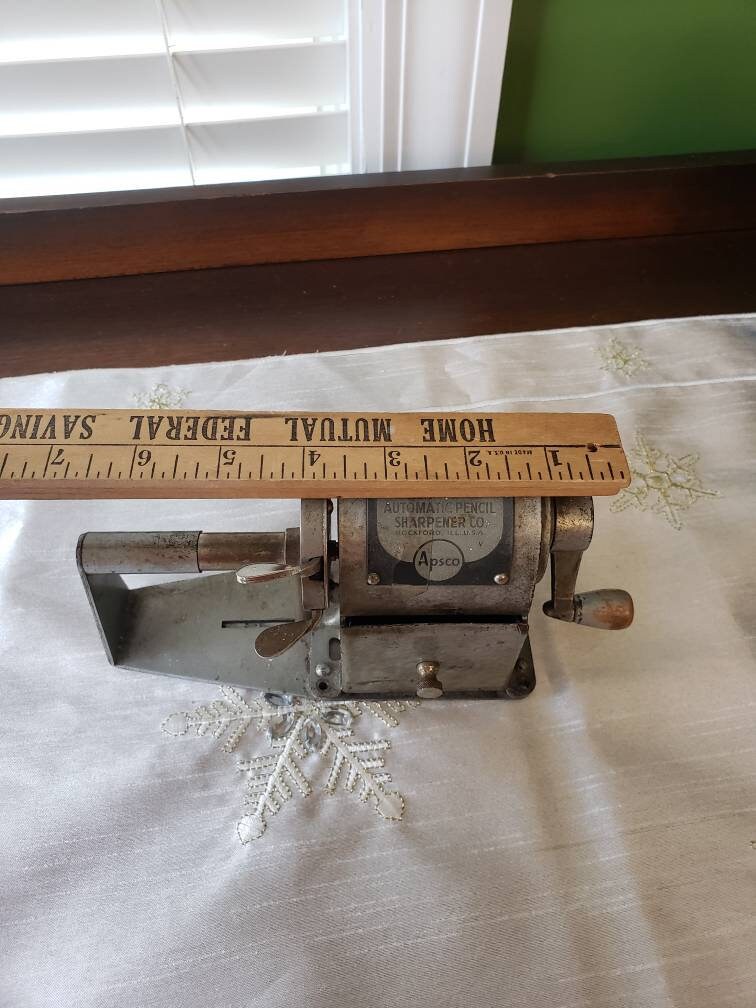 HOME MUTUAL FEDERAL SAVING
MADE IN U.S.A.
1 2 3 4 5 6 7
AUTOMATIC PENCIL
SHARPENER CO.
ROCKFORD, ILL., U.S.A.
Apsco